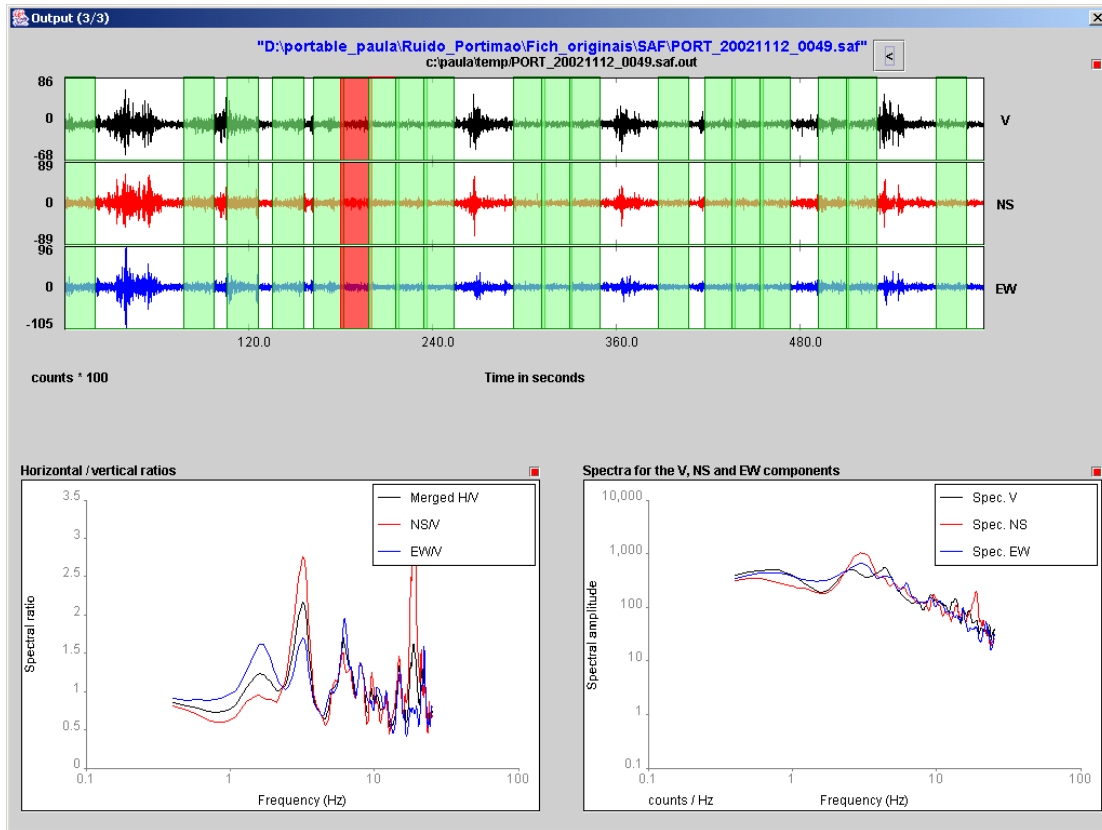 Output (3/3)
"D:\portable_paula\Ruido_Portimao\Fich_originais\SAF\PORT_20021112_0049.saf"
c:\paula\temp/PORT_20021112_0049.saf.out
<
86
0
-68
V
89
0
-89
NS
96
0
-105
EW
120.0 240.0 360.0 480.0
counts * 100 Time in seconds
Horizontal / vertical ratios
3.5
3
2.5
2
1.5
1
0.5
0
Spectral ratio
Merged H/V
NS/V
EW/V
0.1 1 10 100
Frequency (Hz)
Spectra for the V, NS and EW components
10,000
1,000
100
10
1
0.1
Spectral amplitude
Spec. V
Spec. NS
Spec. EW
0.1 1 10 100
counts / Hz Frequency (Hz)